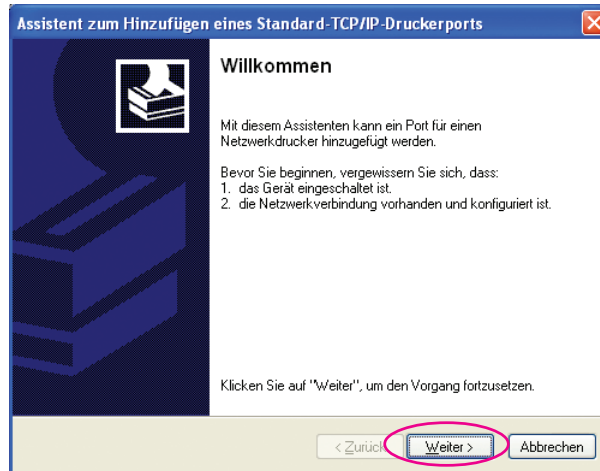 Assistent zum Hinzufügen eines Standard-TCP/IP-Druckerports
Willkommen
Mit diesem Assistenten kann ein Port für einen
Netzwerkdrucker hinzugefügt werden.
Bevor Sie beginnen, vergewissern Sie sich, dass:
1. das Gerät eingeschaltet ist.
2. die Netzwerkverbindung vorhanden und konfiguriert ist.
Klicken Sie auf "Weiter", um den Vorgang fortzusetzen.
< Zurück Weiter > Abbrechen